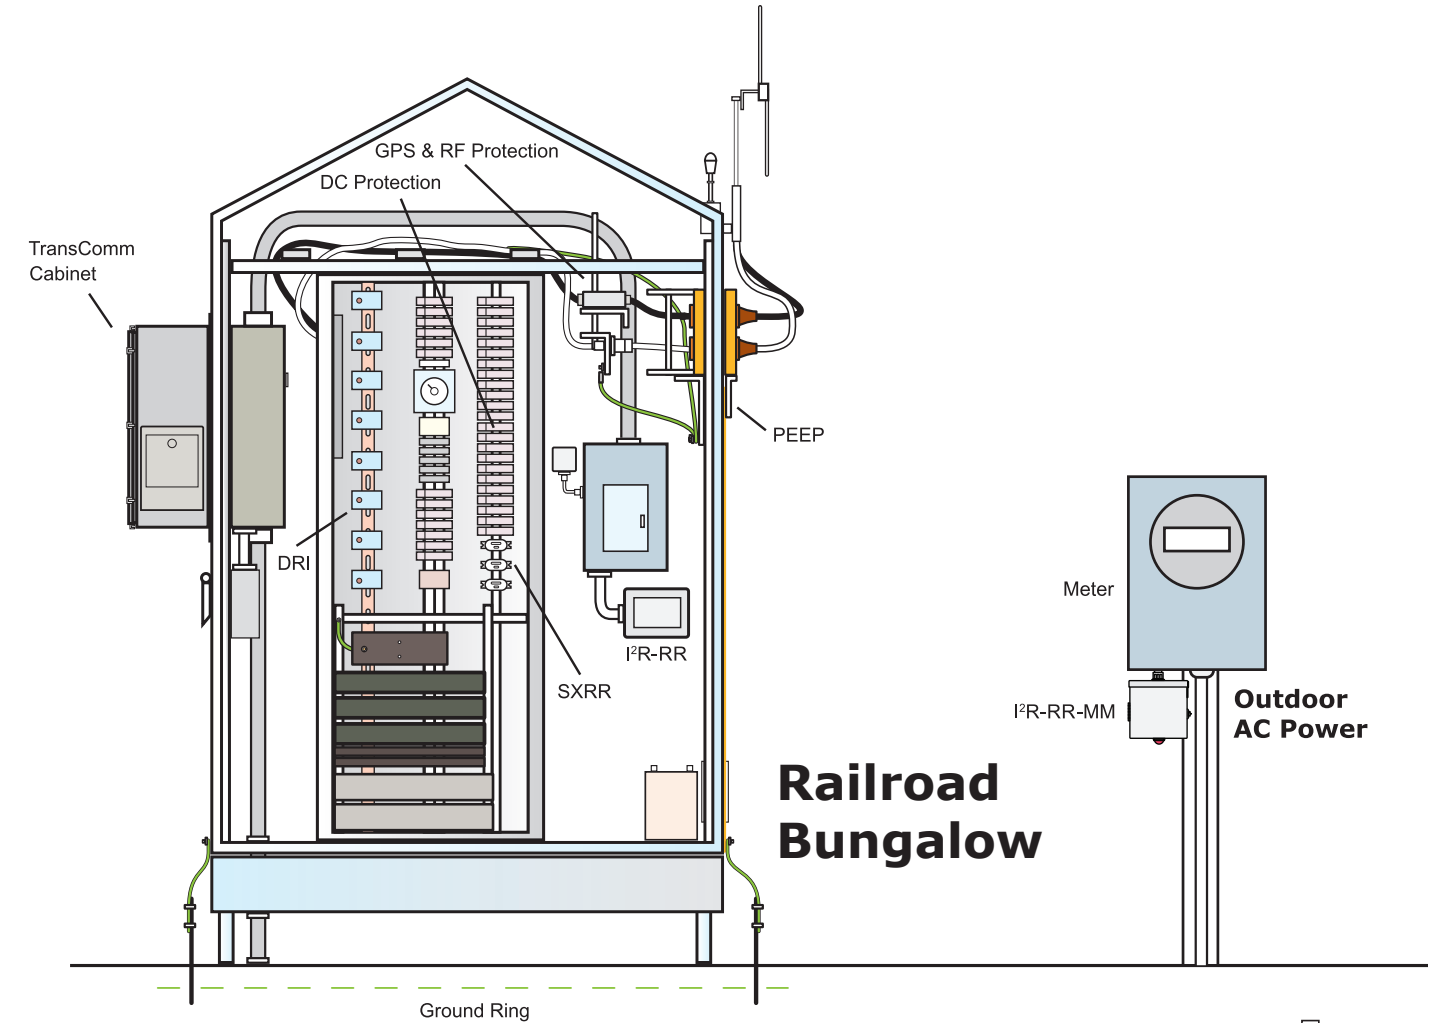 GPS & RF Protection
DC Protection
TransComm
Cabinet
PEEP
DRI
Meter
I²R-RR
SXRR
Outdoor
AC Power
I²R-RR-MM
Railroad
Bungalow
Ground Ring